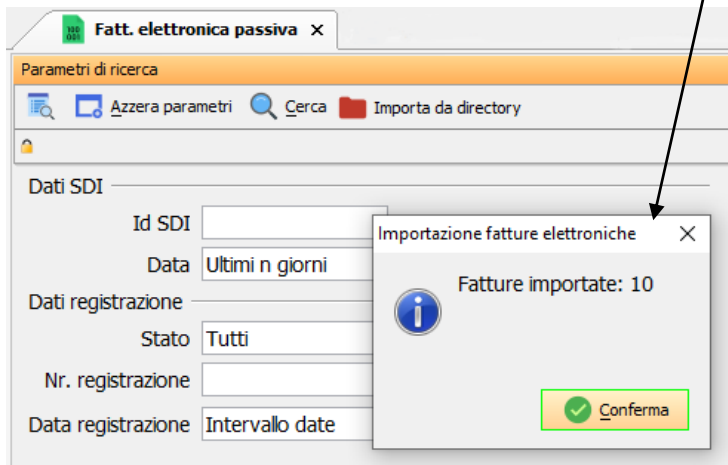 Fatt. elettronica passiva X
Parametri di ricerca
Azzera parametri Cerca Importa da directory
Dati SDI
Id SDI
Data Ultimi n giorni
Dati registrazione
Stato Tutti
Nr. registrazione
Data registrazione Intervallo date
Importazione fatture elettroniche
Fatture importate: 10
Conferma